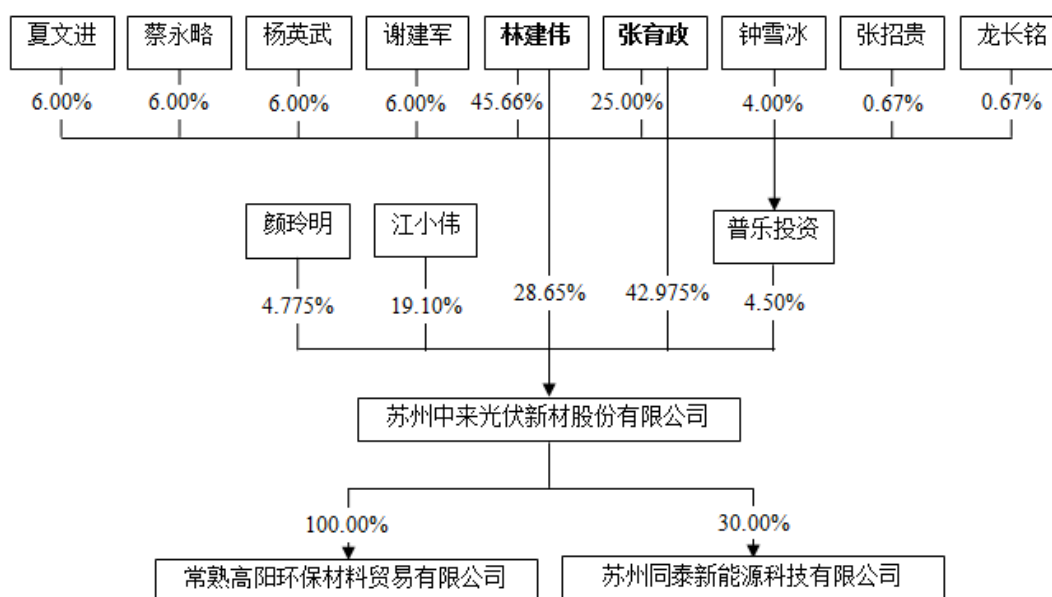 夏文进 蔡永略 杨英武 谢建军 林建伟 张育政 钟雪冰 张招贵 龙长铭
6.00% 6.00% 6.00% 6.00% 45.66% 25.00% 4.00% 0.67% 0.67%
颜玲明 江小伟 普乐投资
4.775% 19.10% 28.65% 42.975% 4.50%
苏州中来光伏新材股份有限公司
100.00% 30.00%
常熟高阳环保材料贸易有限公司 苏州同泰新能源科技有限公司